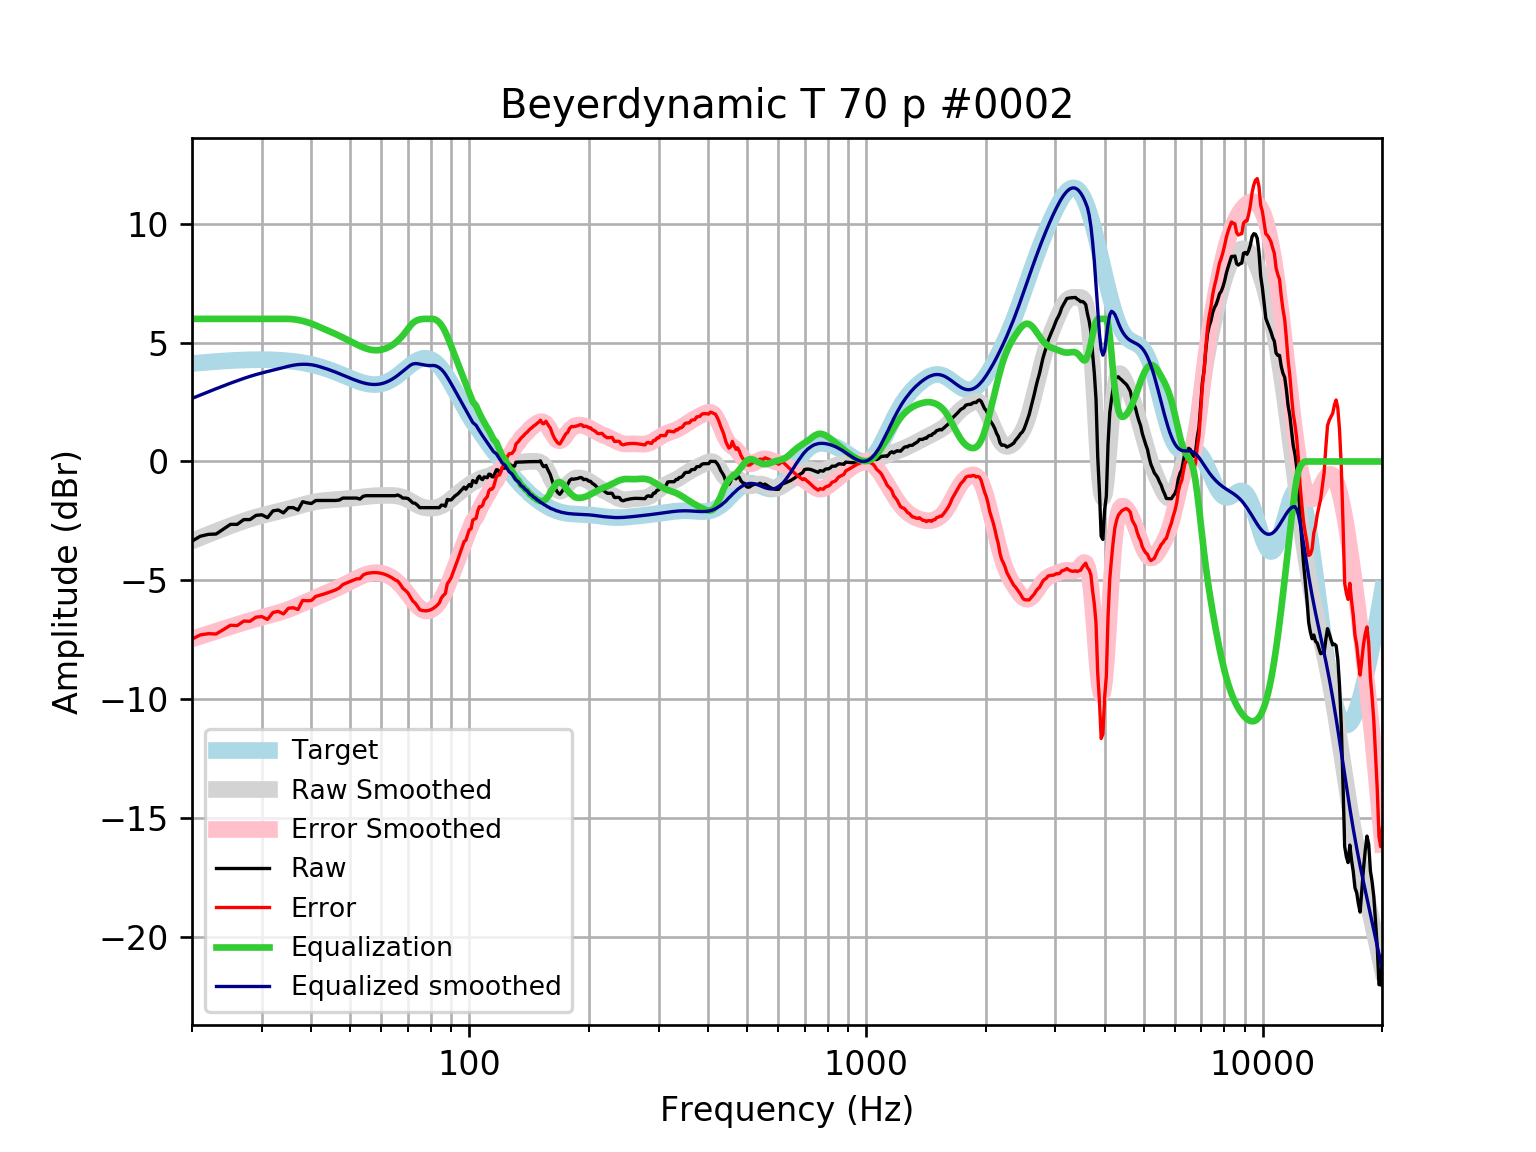 Beyerdynamic T 70 p #0002
10
5
0
−5
−10
−15
−20
Amplitude (dBr)
Target
Raw Smoothed
Error Smoothed
Raw
Error
Equalization
Equalized smoothed
100
1000
10000
Frequency (Hz)